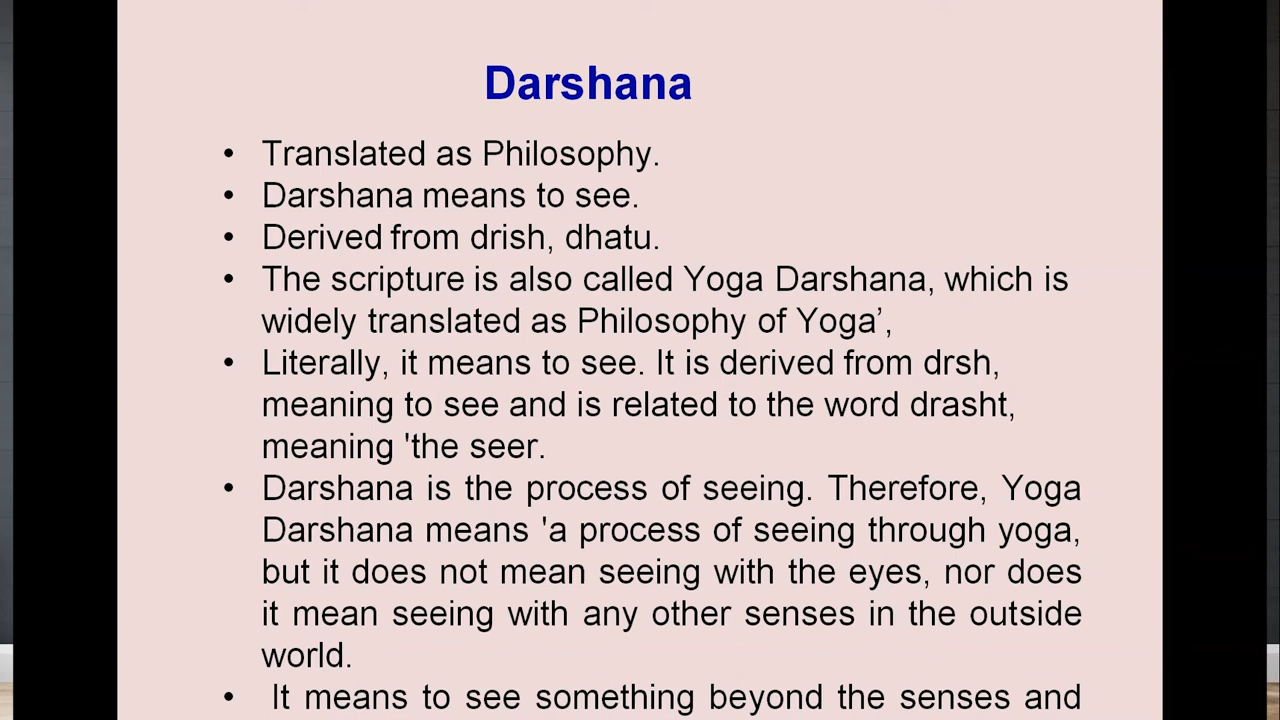 Darshana
• Translated as Philosophy.
• Darshana means to see.
• Derived from drish, dhatu.
• The scripture is also called Yoga Darshana, which is
widely translated as Philosophy of Yoga’,
• Literally, it means to see. It is derived from drsh,
meaning to see and is related to the word drasht,
meaning 'the seer.
• Darshana is the process of seeing. Therefore, Yoga
Darshana means 'a process of seeing through yoga,
but it does not mean seeing with the eyes, nor does
it mean seeing with any other senses in the outside
world.
• It means to see something beyond the senses and